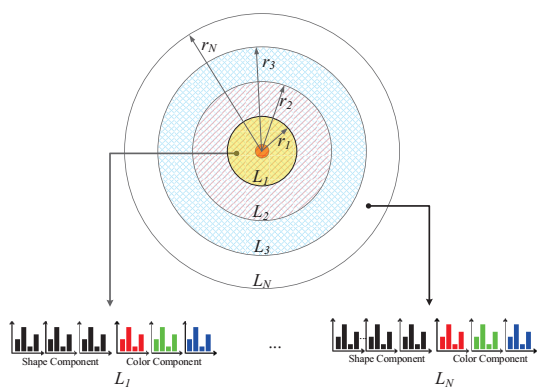 r_N
r_3
r_2
r_1
L_1
L_2
L_3
L_N
...
Shape Component Color Component
...
Shape Component Color Component
L_1
L_N